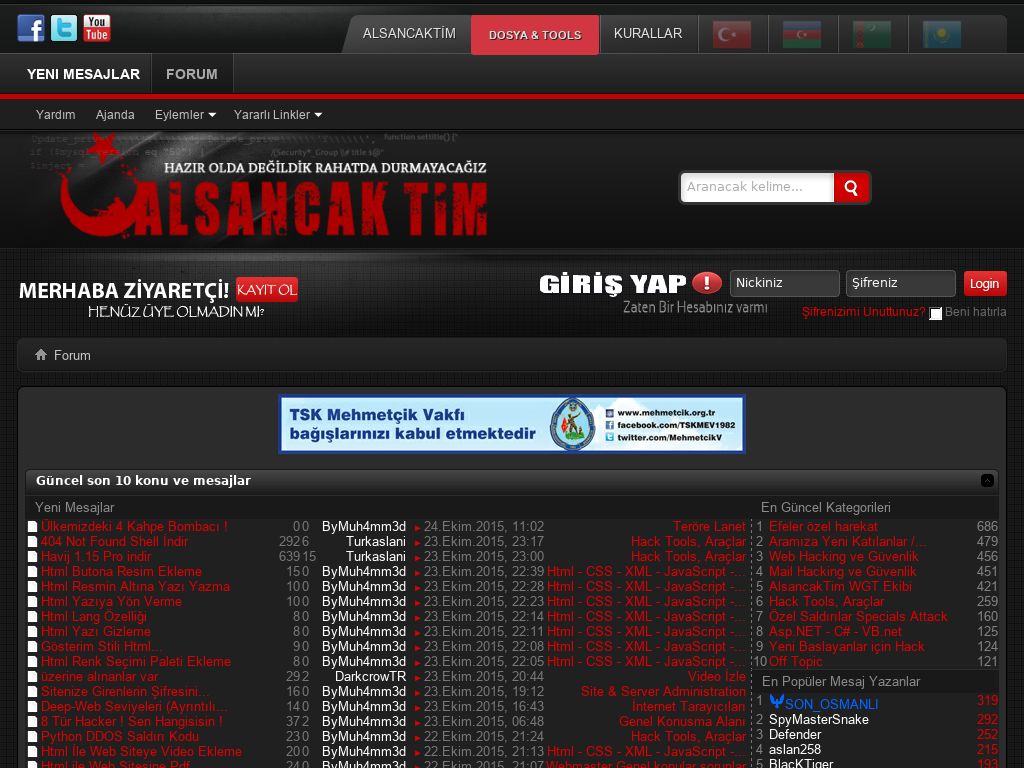 You Tube
ALSANCAKTİM
DOSYA & TOOLS
KURALLAR
YENİ MESAJLAR
FORUM
Yardım
Ajanda
Eylemler
Yararlı Linkler
HAZIR OLDA DEĞİLDİK RAHATDA DURMAYACAĞIZ
ALSANCAK TİM
Aranacak kelime...
MERHABA ZİYARETÇİ! KAYIT OL
HENÜZ ÜYE OLMADIN MI?
GİRİŞ YAP !
Zaten Bir Hesabınız varmı
Nickiniz
Şifreniz
Login
Şifrenizimi Unuttunuz?
Beni hatırla
Forum
TSK Mehmetçik Vakfı
bağışlarınızı kabul etmektedir
www.mehmetcik.org.tr
facebook.com/TSKMEV1982
twitter.com/MehmetcikV
Güncel son 10 konu ve mesajlar
Yeni Mesajlar
Ülkemizdeki 4 Kahpe Bombacı ! 0 0 ByMuh4mm3d 24.Ekim.2015, 11:02 Teröre Lanet
404 Not Found Shell İndir 292 6 Turkaslani 23.Ekim.2015, 23:17 Hack Tools, Araçlar
Havij 1.15 Pro indir 639 15 Turkaslani 23.Ekim.2015, 23:00 Hack Tools, Araçlar
Html Butona Resim Ekleme 15 0 ByMuh4mm3d 23.Ekim.2015, 22:39 Html - CSS - XML - JavaScript -...
Html Resmin Altına Yazı Yazma 10 0 ByMuh4mm3d 23.Ekim.2015, 22:28 Html - CSS - XML - JavaScript -...
Html Yazıya Yön Verme 10 0 ByMuh4mm3d 23.Ekim.2015, 22:23 Html - CSS - XML - JavaScript -...
Html Lang Özelliği 8 0 ByMuh4mm3d 23.Ekim.2015, 22:14 Html - CSS - XML - JavaScript -...
Html Yazı Gizleme 8 0 ByMuh4mm3d 23.Ekim.2015, 22:11 Html - CSS - XML - JavaScript -...
Gösterim Stili Html... 9 0 ByMuh4mm3d 23.Ekim.2015, 22:08 Html - CSS - XML - JavaScript -...
Html Renk Seçimi Paleti Ekleme 8 0 ByMuh4mm3d 23.Ekim.2015, 22:05 Html - CSS - XML - JavaScript -...
üzerine alınanlar var 29 2 DarkcrowTR 23.Ekim.2015, 20:44 Video İzle
Sitenize Girenlerin Şifresini... 16 0 ByMuh4mm3d 23.Ekim.2015, 19:12 Site & Server Administration
Deep-Web Seviyeleri (Ayrıntılı... 14 0 ByMuh4mm3d 23.Ekim.2015, 16:43 Internet Tarayıcıları
8 Tür Hacker ! Sen Hangisisin ! 37 2 ByMuh4mm3d 23.Ekim.2015, 06:48 Genel Konusma Alanı
Python DDOS Saldırı Kodu 23 0 ByMuh4mm3d 22.Ekim.2015, 21:24 Hack Tools, Araçlar
Html İle Web Siteye Video Ekleme 20 0 ByMuh4mm3d 22.Ekim.2015, 21:13 Html - CSS - XML - JavaScript -...
Html ile Web Sitesine Pdf... 24 0 ByMuh4mm3d 22.Ekim.2015, 21:07 Webmaster Genel konular sorunlar
En Güncel Kategorileri
1 Efeler özel harekat 686
2 Aramıza Yeni Katılanlar /... 479
3 Web Hacking ve Güvenlik 456
4 Mail Hacking ve Güvenlik 451
5 AlsancakTim WGT Ekibi 421
6 Hack Tools, Araçlar 259
7 Özel Saldırılar Specials Attack 160
8 Asp.NET - C# - VB.net 125
9 Yeni Baslayanlar için Hack 124
10 Off Topic 121
En Popüler Mesaj Yazanlar
1 SON_OSMANLI 319
2 SpyMasterSnake 292
3 Defender 252
4 aslan258 215
5 BlacKTiger 193